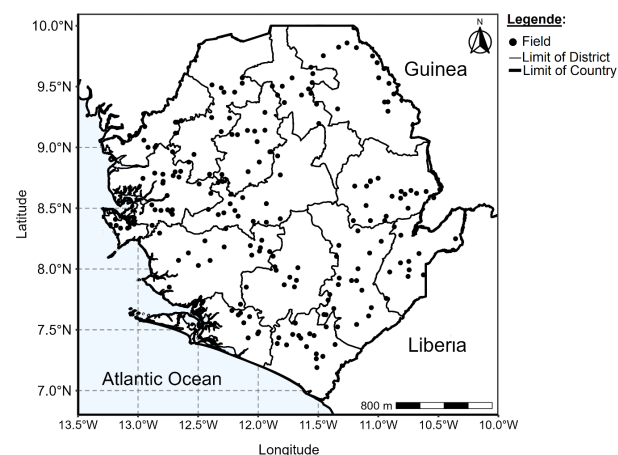 Legende:
N
Field
Limit of District
Limit of Country
Guinea
Liberia
Atlantic Ocean
800 m
10.0°N
9.5°N
9.0°N
8.5°N
8.0°N
7.5°N
7.0°N
Latitude
13.5°W 13.0°W 12.5°W 12.0°W 11.5°W 11.0°W 10.5°W 10.0°W
Longitude